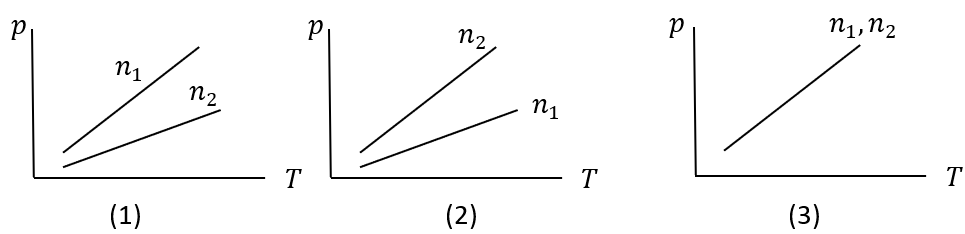 p
n₁
n₂
T
(1)
p
n₂
n₁
T
(2)
p
n₁, n₂
T
(3)